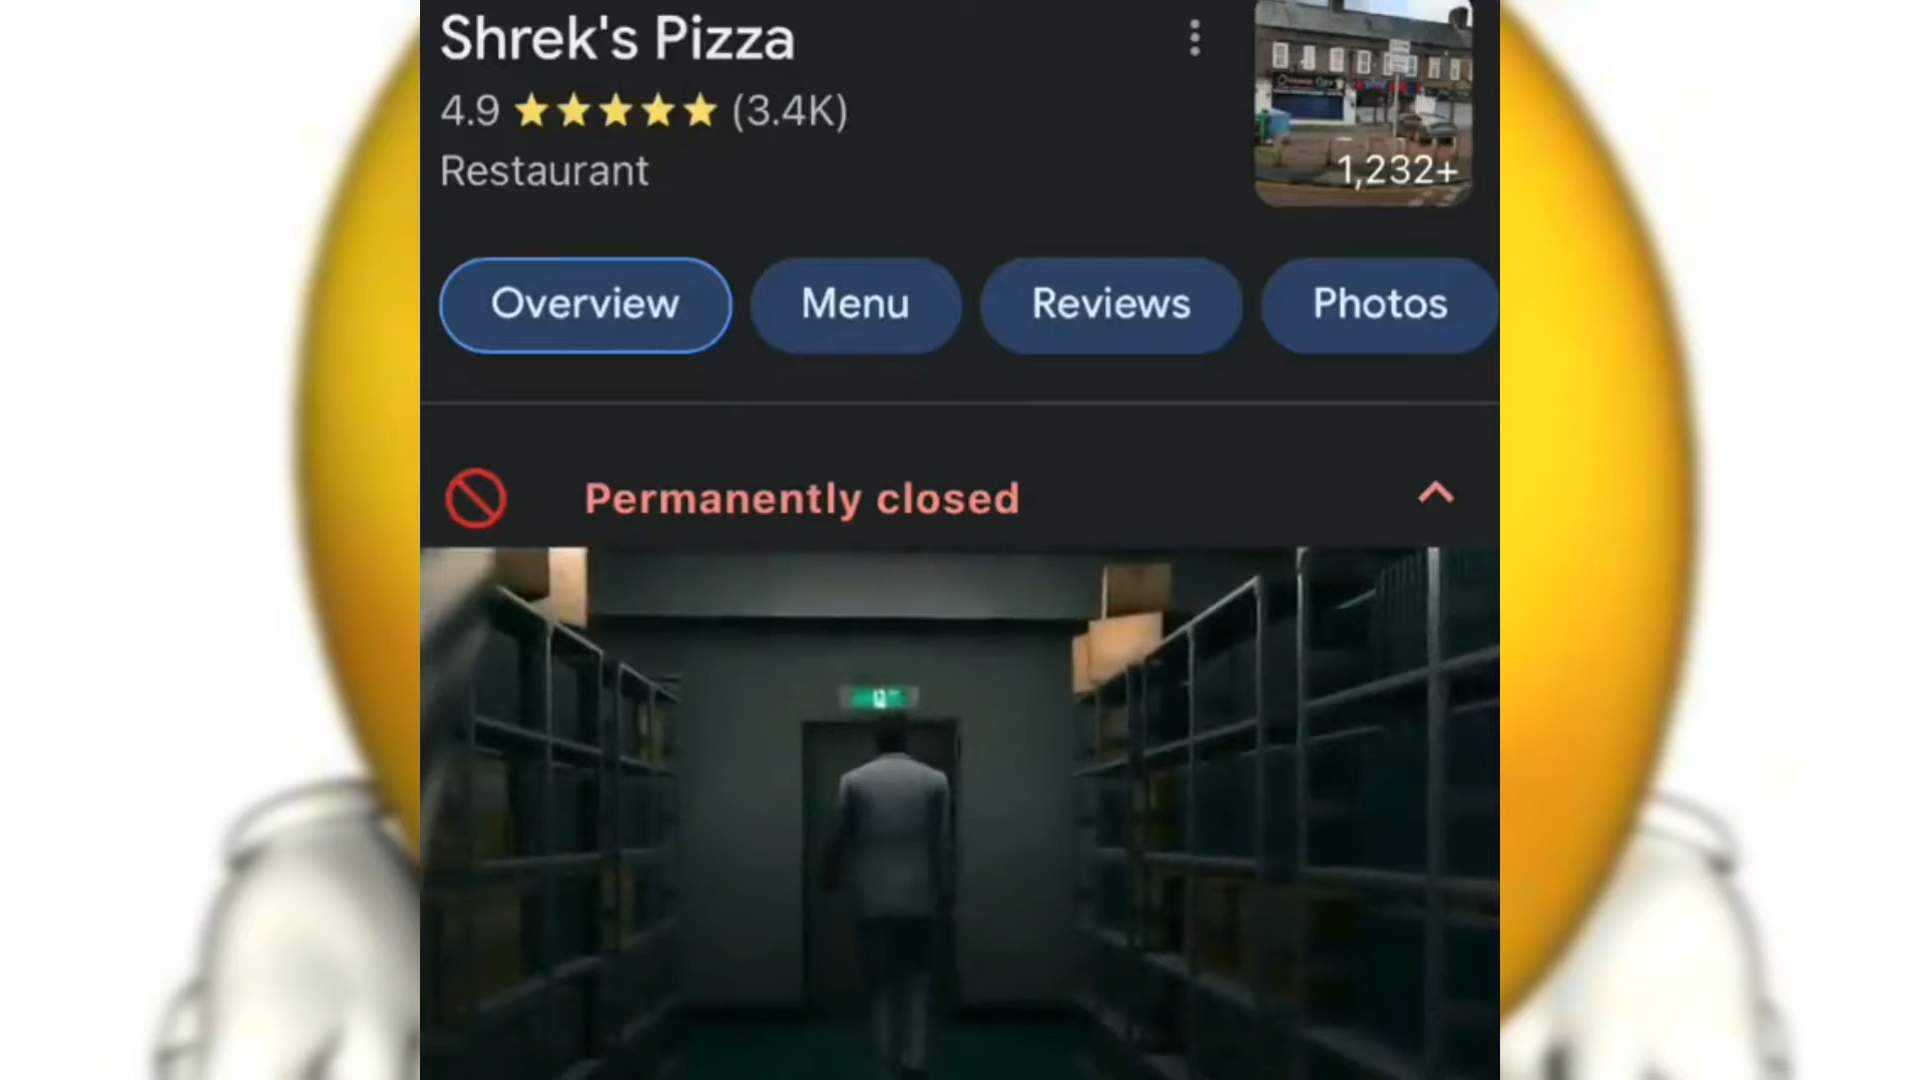 Shrek's Pizza
4.9 ★★★★★ (3.4K)
Restaurant
1,232+
Overview Menu Reviews Photos
Permanently closed